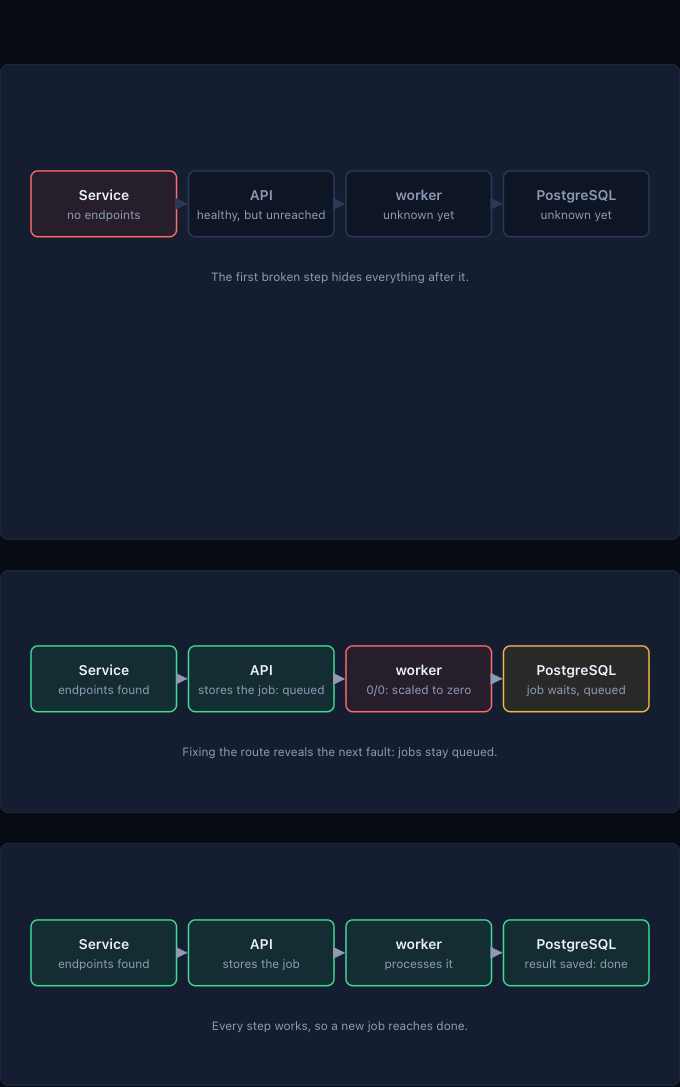 Service
no endpoints
API
healthy, but unreached
worker
unknown yet
PostgreSQL
unknown yet
The first broken step hides everything after it.
Service
endpoints found
API
stores the job: queued
worker
0/0: scaled to zero
PostgreSQL
job waits, queued
Fixing the route reveals the next fault: jobs stay queued.
Service
endpoints found
API
stores the job
worker
processes it
PostgreSQL
result saved: done
Every step works, so a new job reaches done.